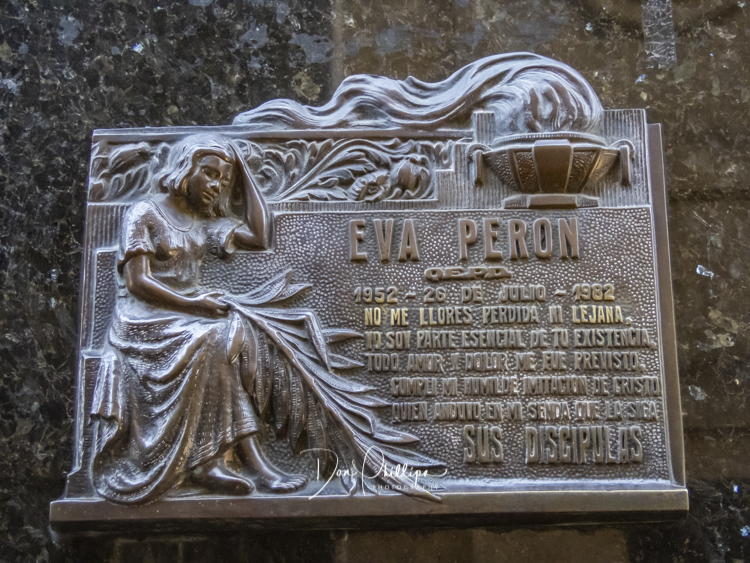 EVA PERON
Q.E.P.D.
1952 - 26 DE JULIO - 1982
NO ME LLORES PERDIDA NI LEJANA.
YO SOY PARTE ESENCIAL DE TU EXISTENCIA,
TODO AMOR Y DOLOR ME FUE PREVISTO,
CUMPLI MI HUMILDE IMITACION DE CRISTO
QUIEN ANDUVO EN MI SENDA QUE LA SIGA
SUS DISCIPULAS
Don Phillips
PHOTOGRAPHY